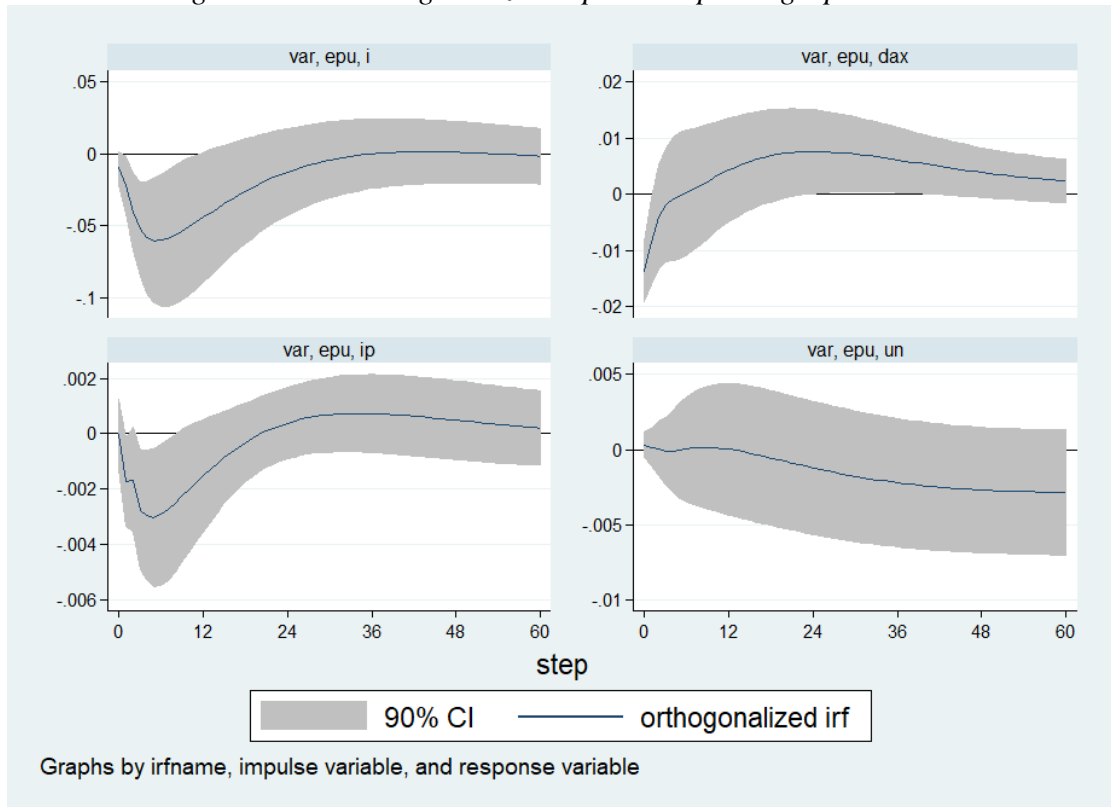 var, epu, i
var, epu, dax
.05
0
-.05
-.1
.02
.01
0
-.01
-.02
var, epu, ip
var, epu, un
.002
0
-.002
-.004
-.006
.005
0
-.005
-.01
0 12 24 36 48 60
0 12 24 36 48 60
step
90% CI orthogonalized irf
Graphs by irfname, impulse variable, and response variable